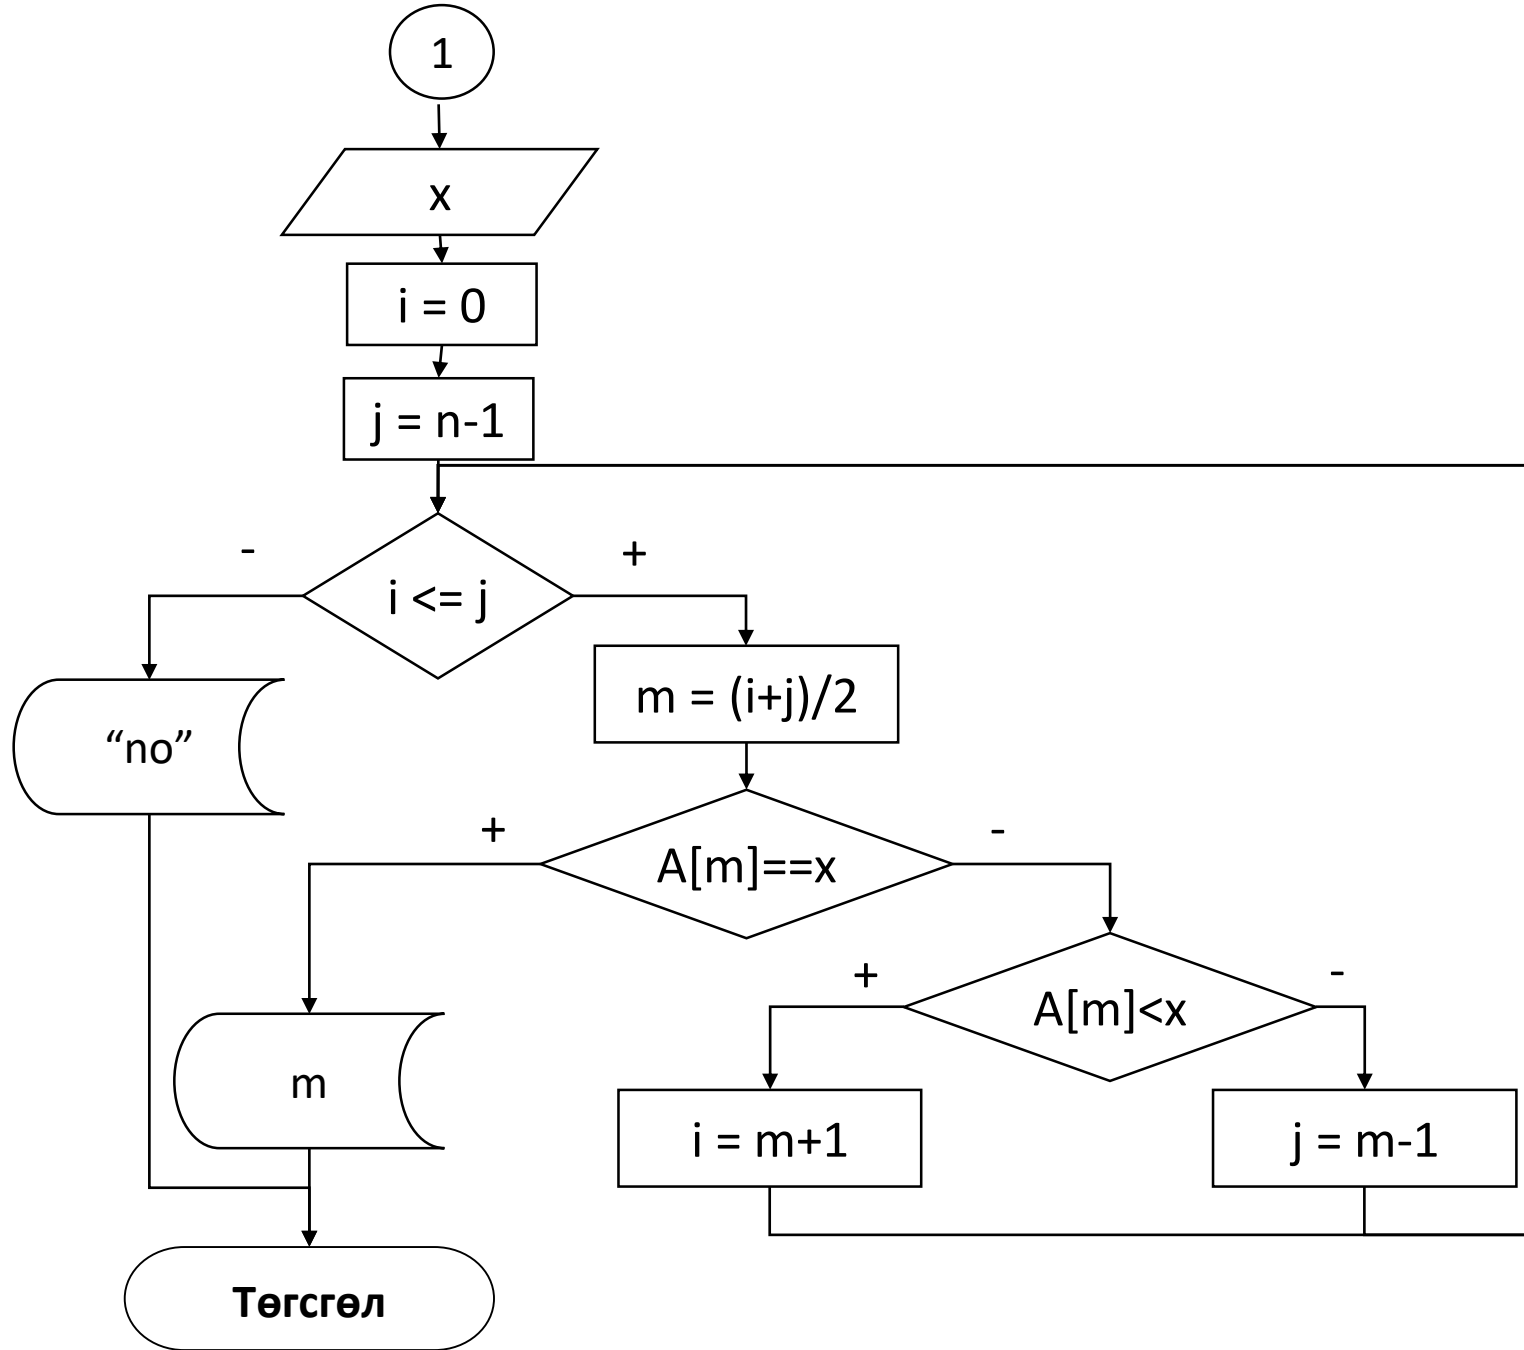 1
x
i = 0
j = n-1
-
+
i <= j
m = (i+j)/2
“no”
+
-
A[m]==x
+
-
A[m]<x
m
i = m+1
j = m-1
Төгсгөл